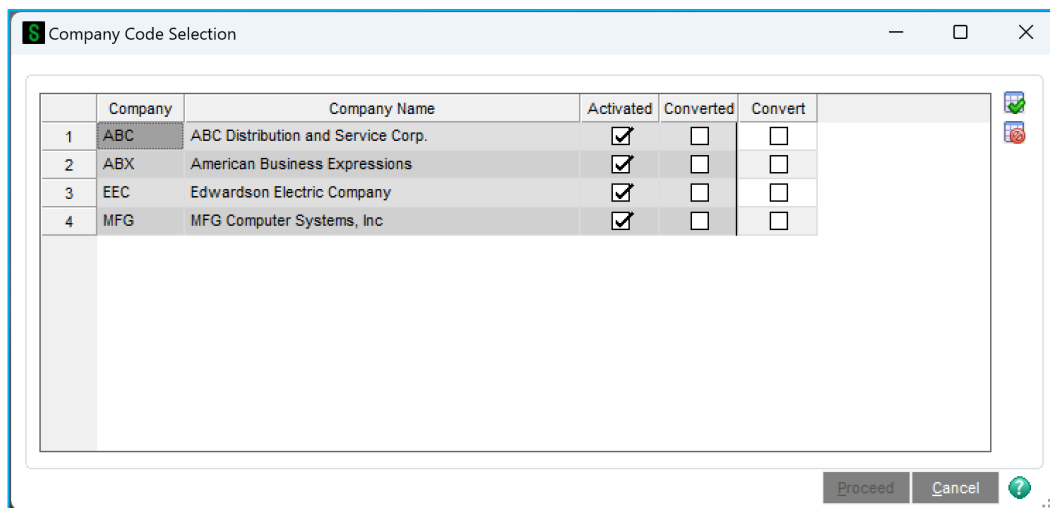 Company Code Selection
Company Company Name Activated Converted Convert
1 ABC ABC Distribution and Service Corp.
2 ABX American Business Expressions
3 EEC Edwardson Electric Company
4 MFG MFG Computer Systems, Inc
Proceed Cancel ?